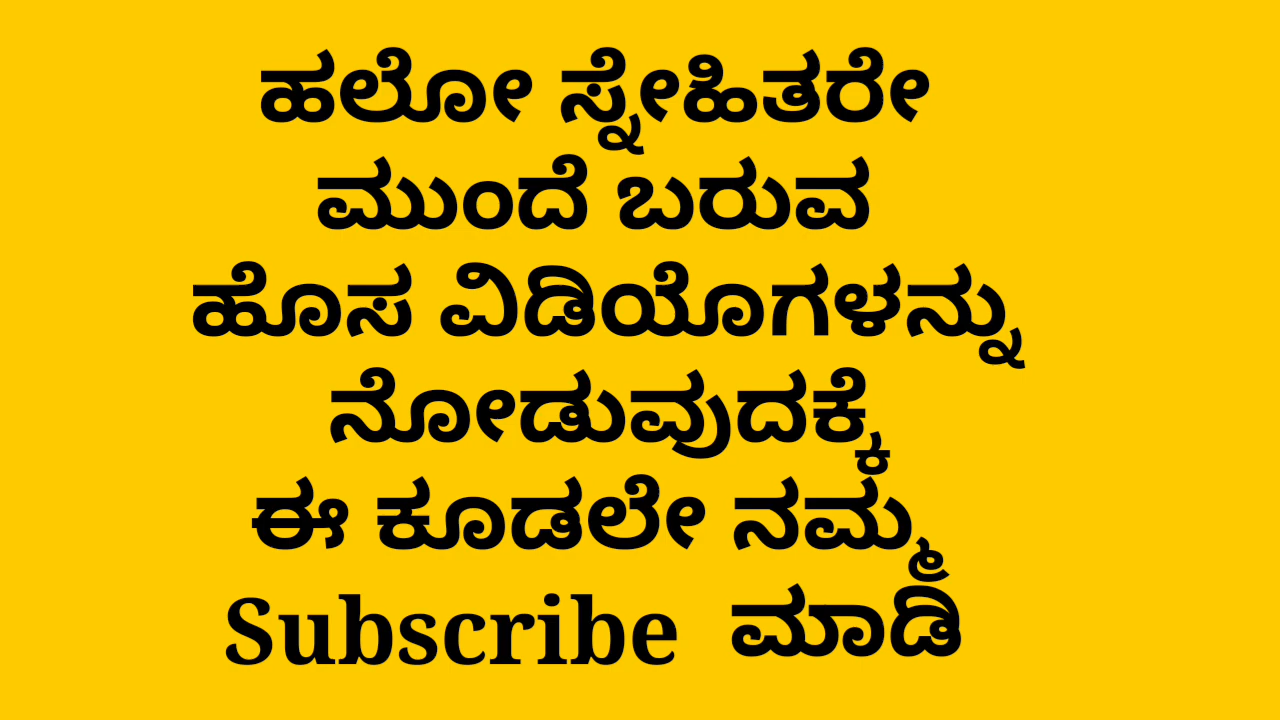 ಹಲೋ ಸ್ನೇಹಿತರೇ
ಮುಂದೆ ಬರುವ
ಹೊಸ ವಿಡಿಯೊಗಳನ್ನು
ನೋಡುವುದಕ್ಕೆ
ಈ ಕೂಡಲೇ ನಮ್ಮ
Subscribe ಮಾಡಿ